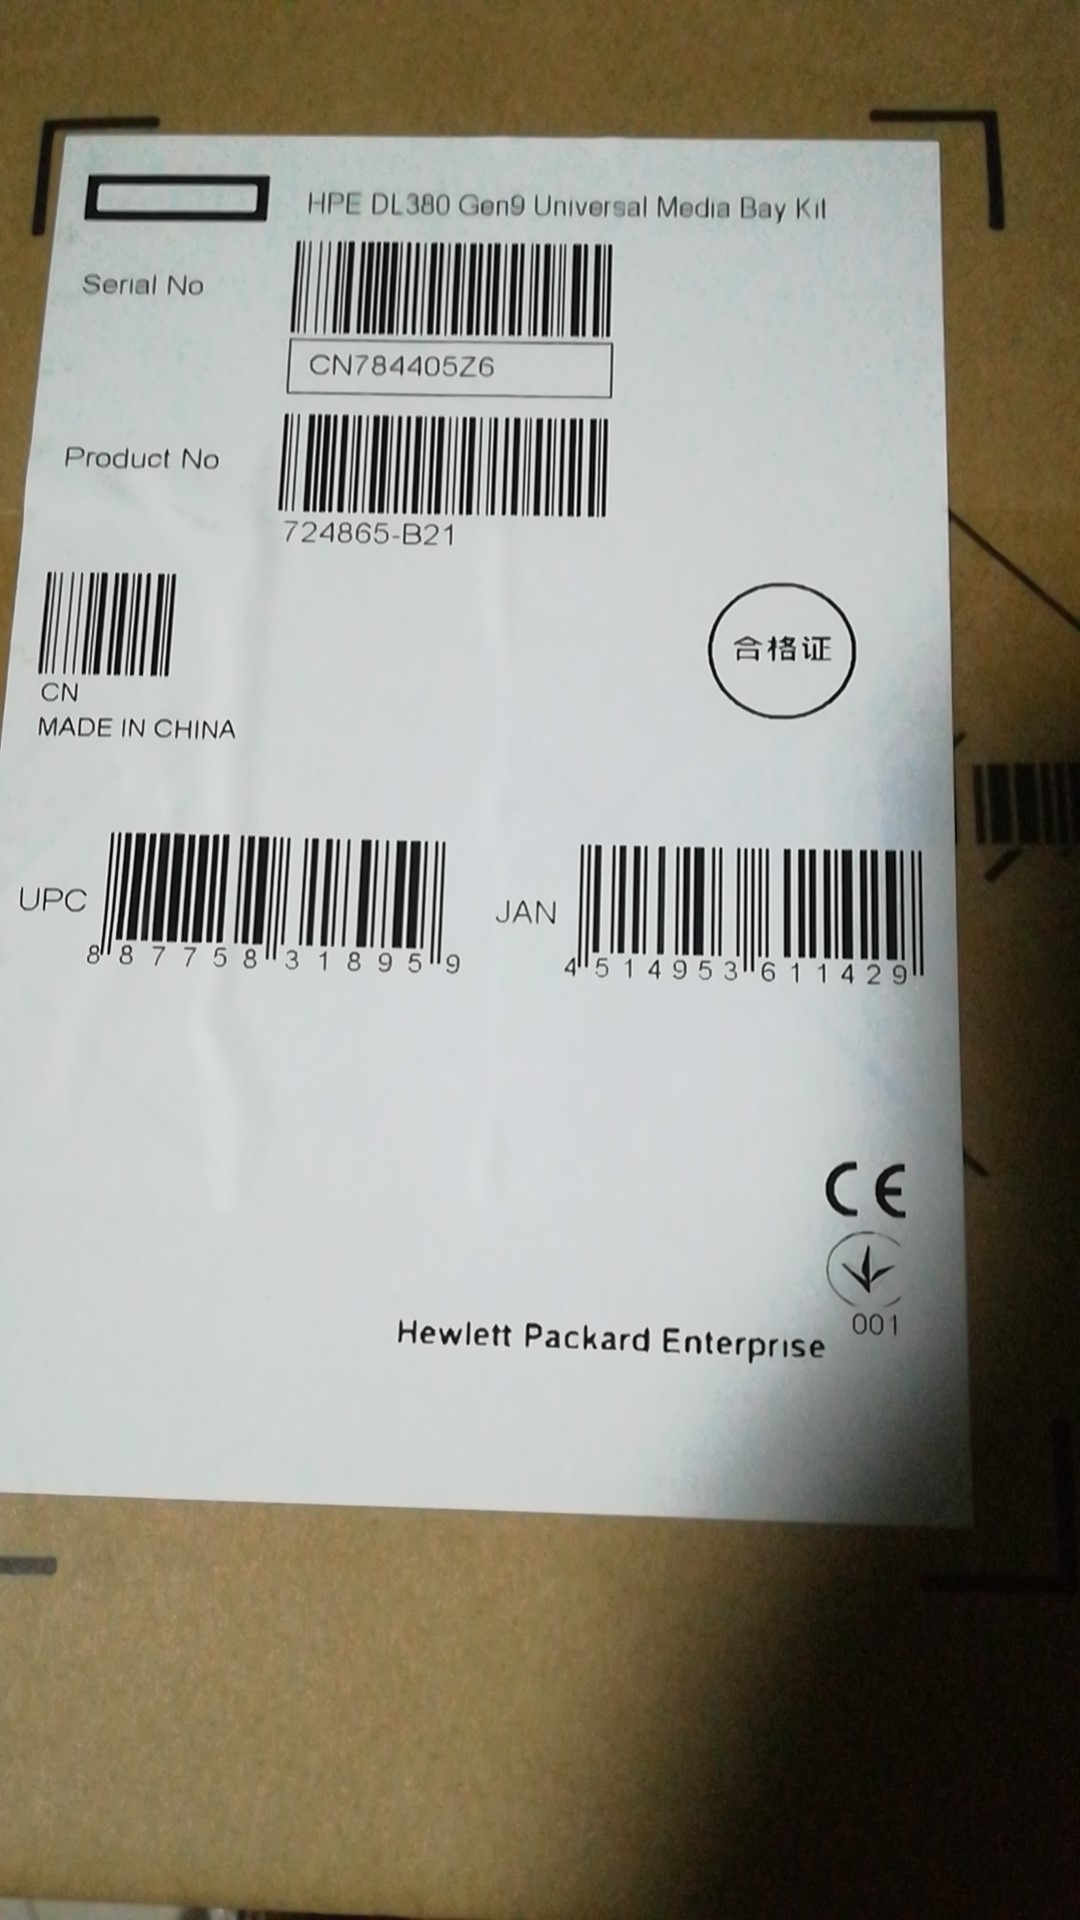 HPE DL380 Gen9 Universal Media Bay Kit
Serial No
CN784405Z6
Product No
724865-B21
合格证
CN
MADE IN CHINA
UPC
8 87758 31895 9
JAN
4 514953 611429
CE
001
Hewlett Packard Enterprise